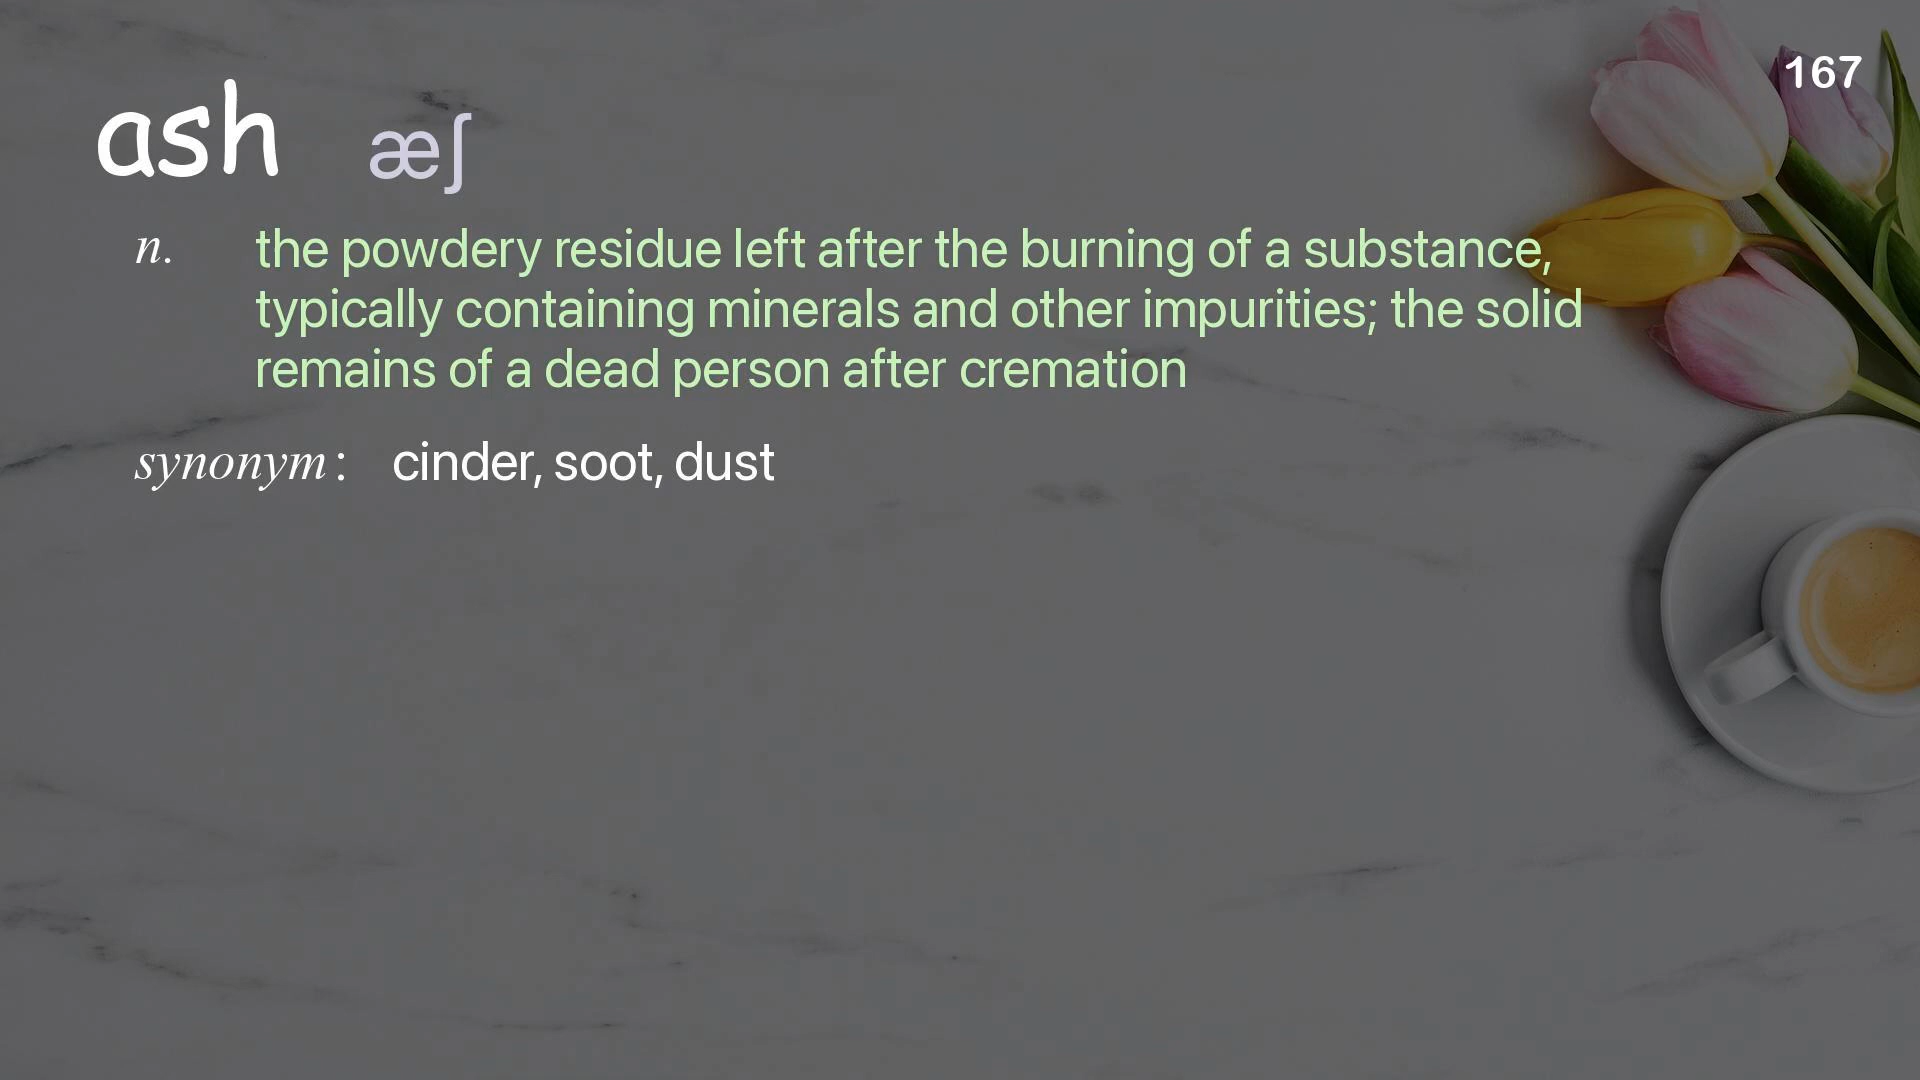 167
ash æʃ
n. the powdery residue left after the burning of a substance,
typically containing minerals and other impurities; the solid
remains of a dead person after cremation
synonym: cinder, soot, dust